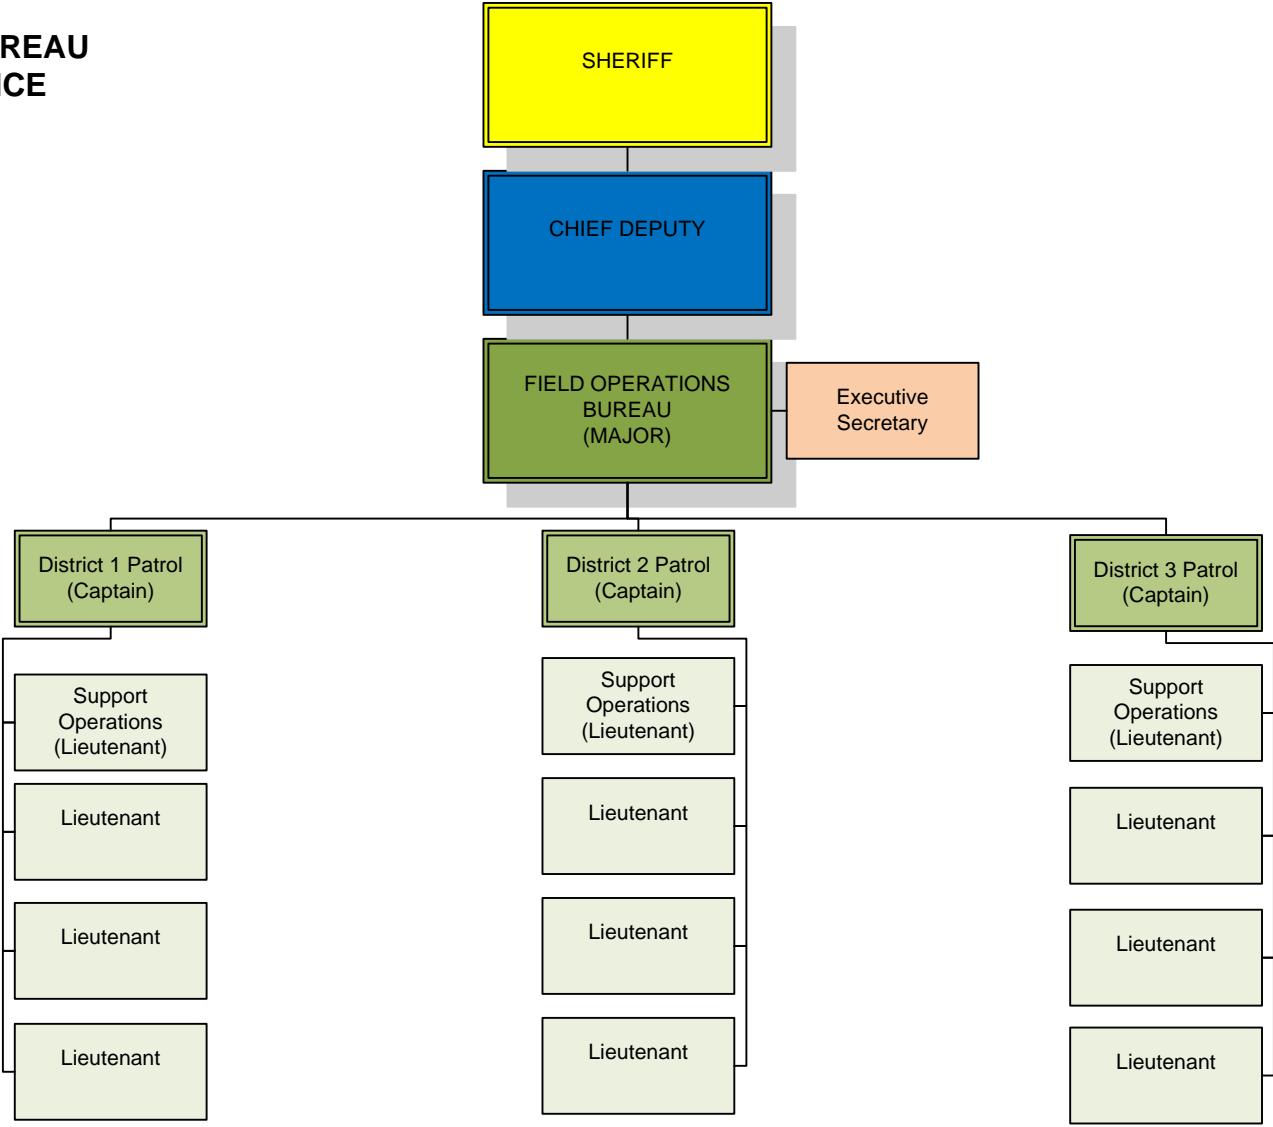 REAU
ICE
SHERIFF
CHIEF DEPUTY
FIELD OPERATIONS
BUREAU
(MAJOR)
Executive
Secretary
District 1 Patrol
(Captain)
District 2 Patrol
(Captain)
District 3 Patrol
(Captain)
Support
Operations
(Lieutenant)
Support
Operations
(Lieutenant)
Support
Operations
(Lieutenant)
Lieutenant
Lieutenant
Lieutenant
Lieutenant
Lieutenant
Lieutenant
Lieutenant
Lieutenant
Lieutenant